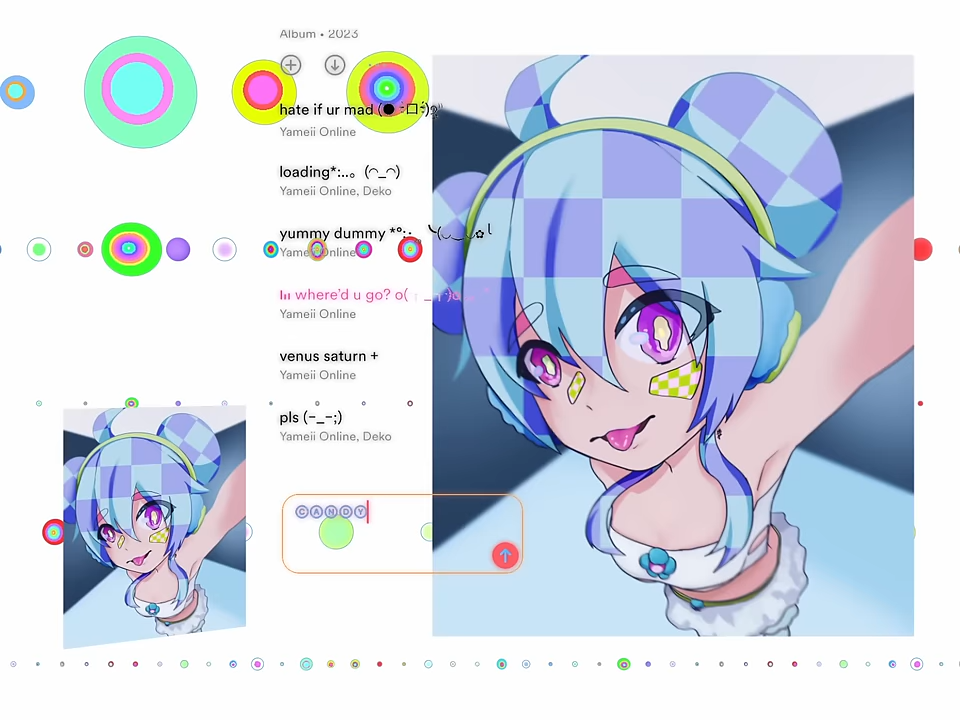 Album • 2023
hate if ur mad (
Yameii Online
loading*:..｡ (◠_◠)
Yameii Online, Deko
yummy dummy *°:.
Yameii Online
where'd u go? o(
Yameii Online
venus saturn +
Yameii Online
pls (-_-;)
Yameii Online, Deko
ⒸⒶⓃⒹⓎ